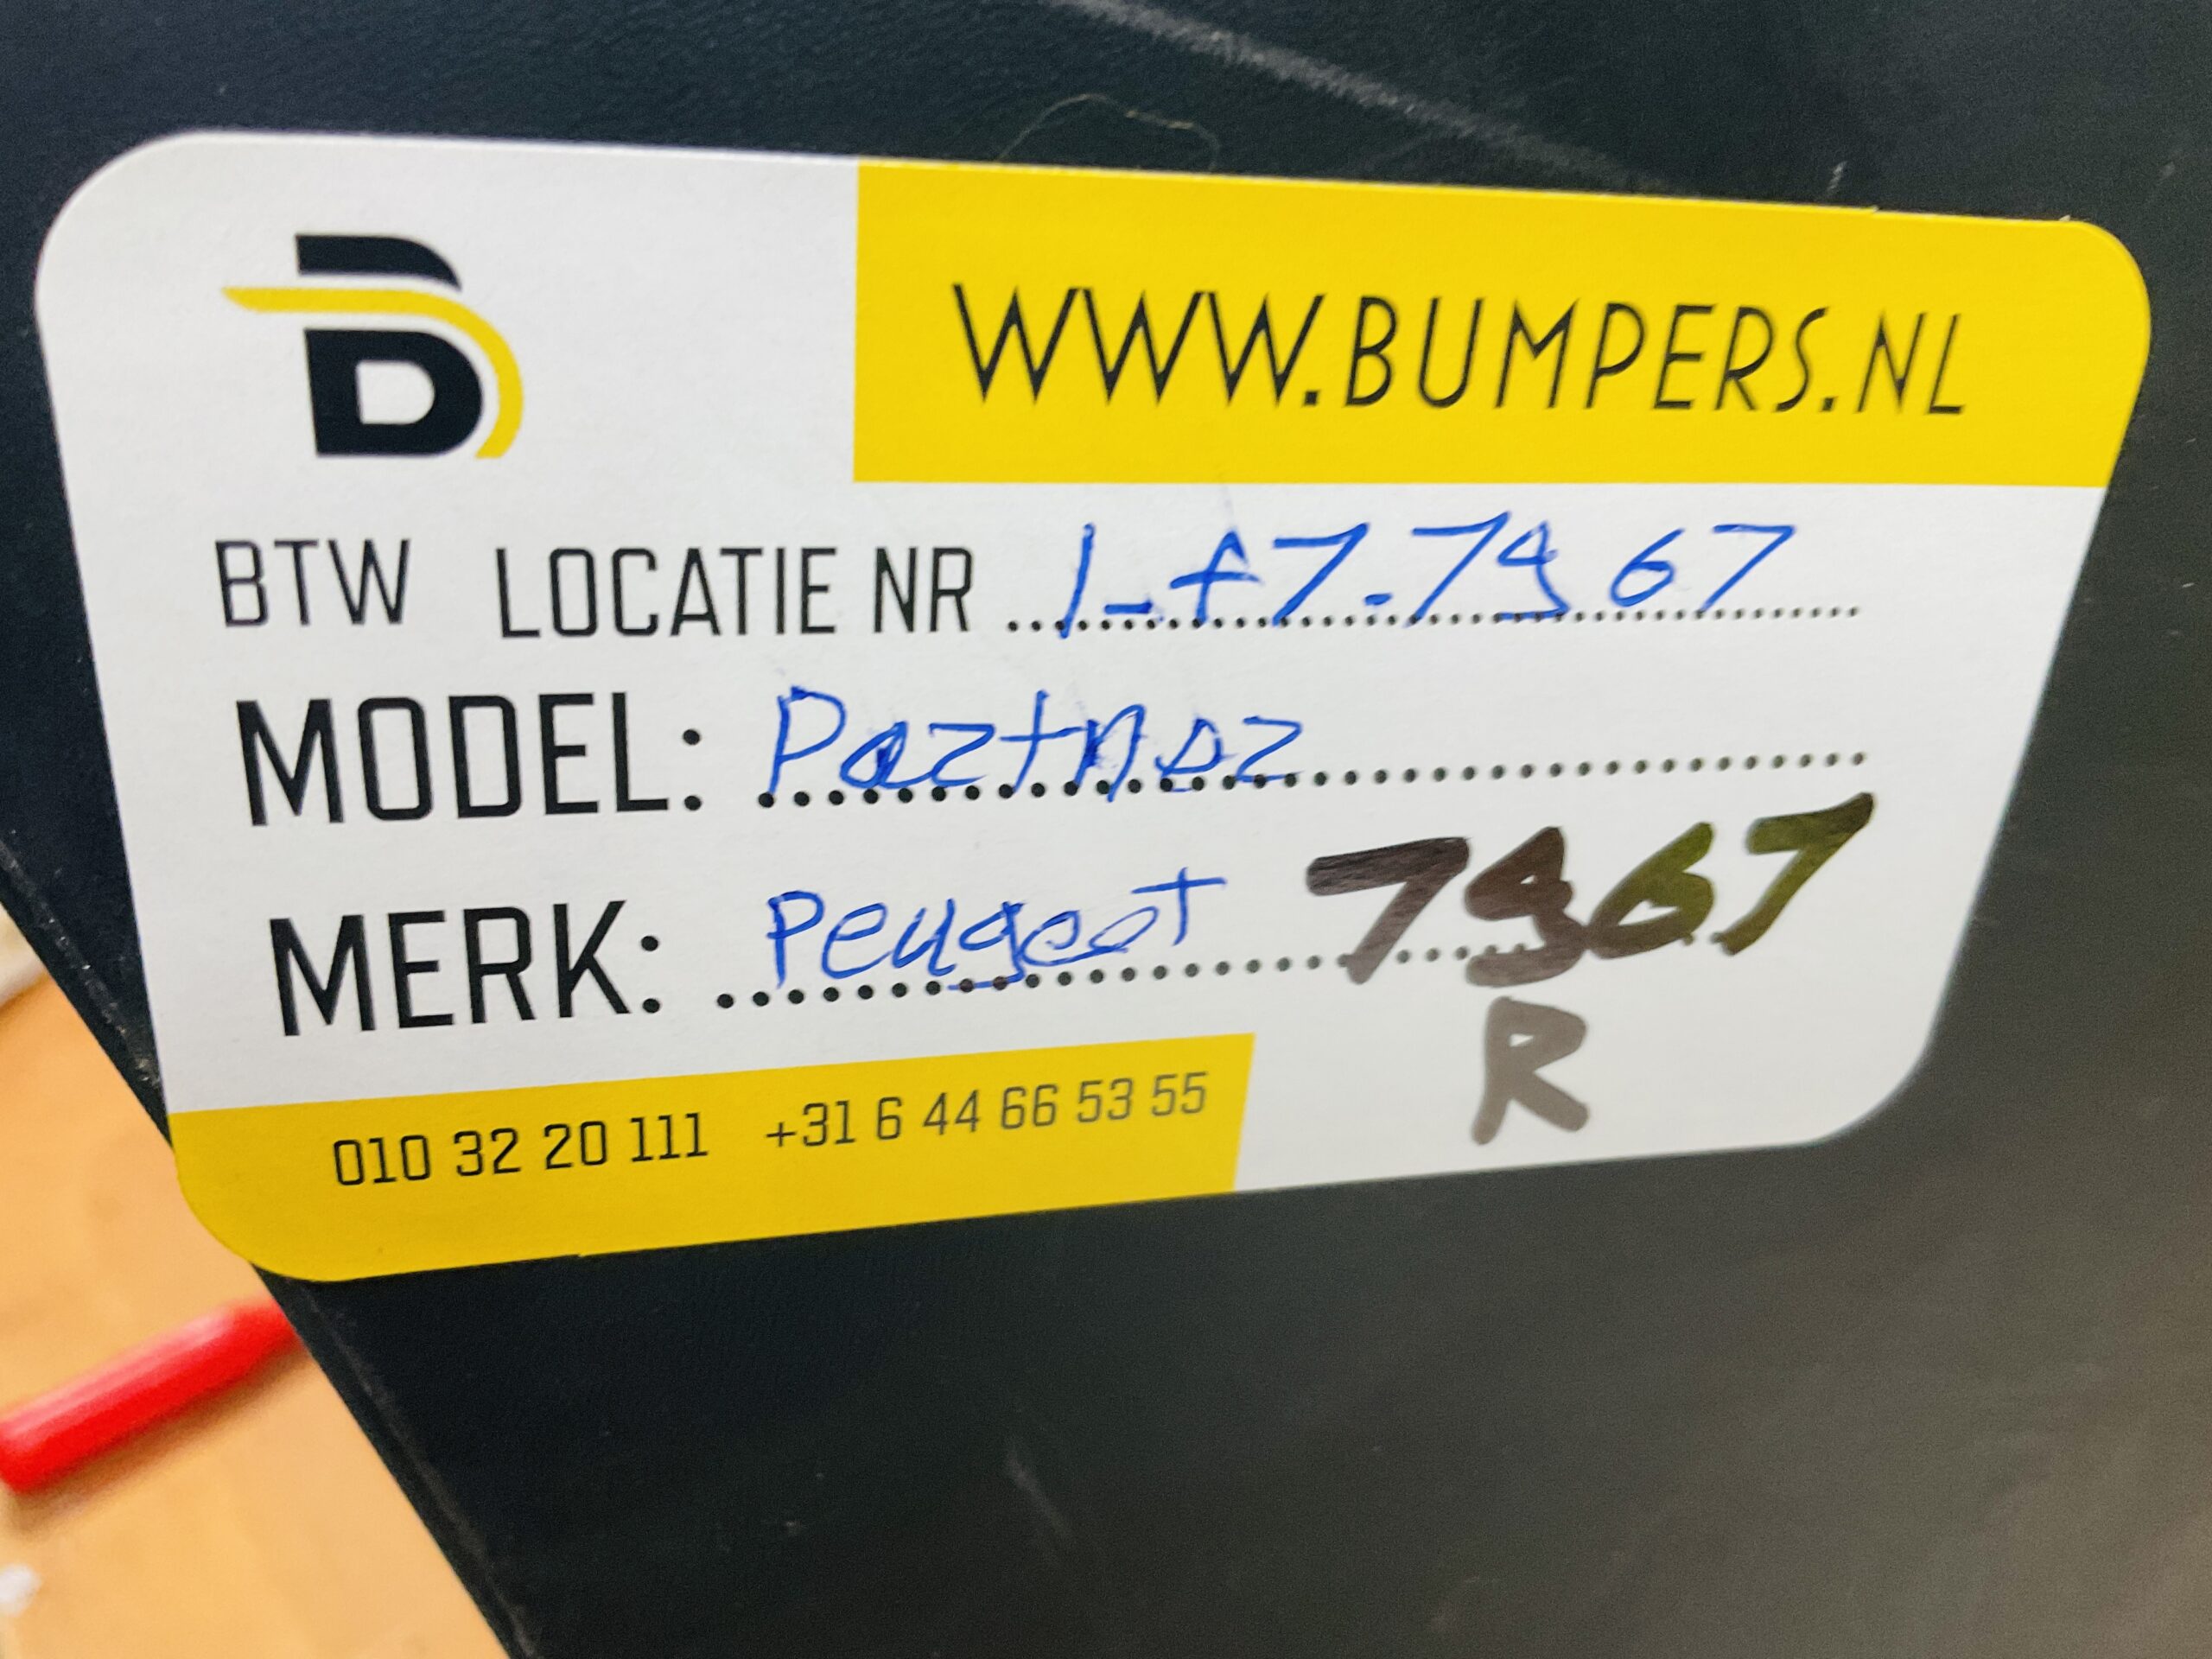 B
WWW.BUMPERS.NL
BTW LOCATIE NR 1-f7-7967
MODEL: Partner
MERK: Peugeot 7967
R
010 32 20 111 +31 6 44 66 53 55